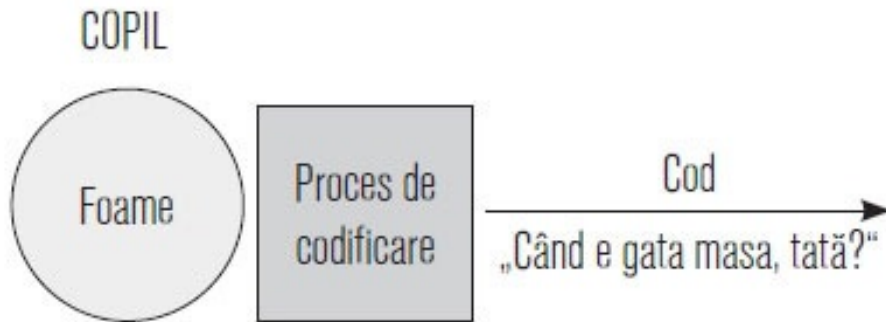 COPIL
Foame
Proces de
codificare
Cod
„Când e gata masa, tată?“